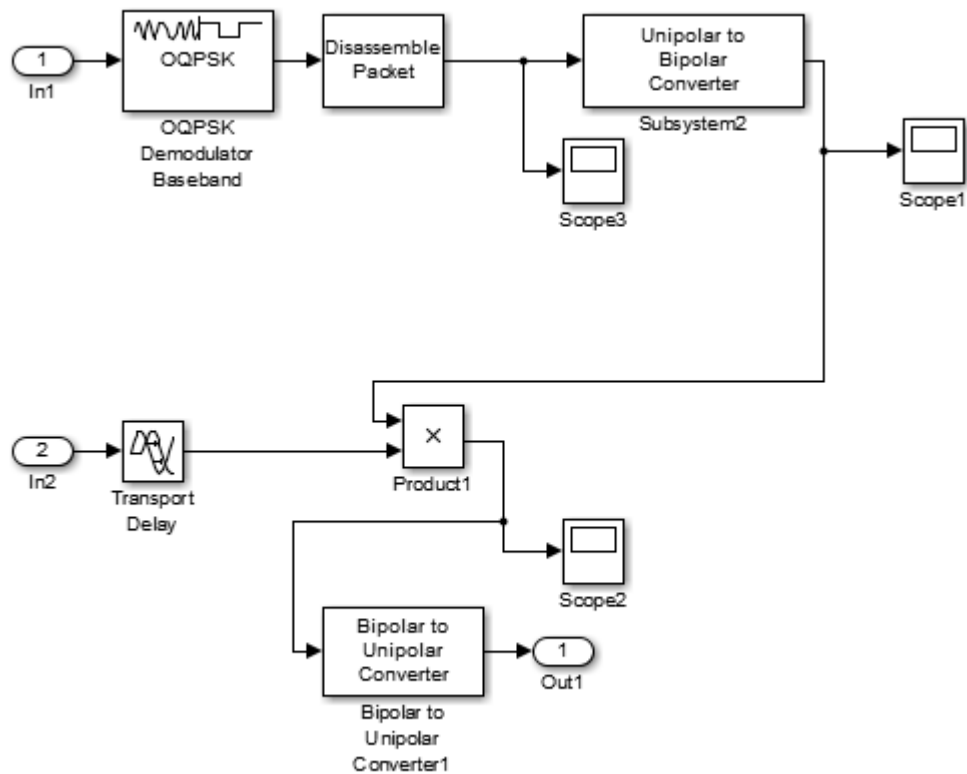 1
In1
OQPSK
OQPSK
Demodulator
Baseband
Disassemble
Packet
Unipolar to
Bipolar
Converter
Subsystem2
Scope3
Scope1
2
In2
Transport
Delay
×
Product1
Scope2
Bipolar to
Unipolar
Converter
Bipolar to
Unipolar
Converter1
1
Out1